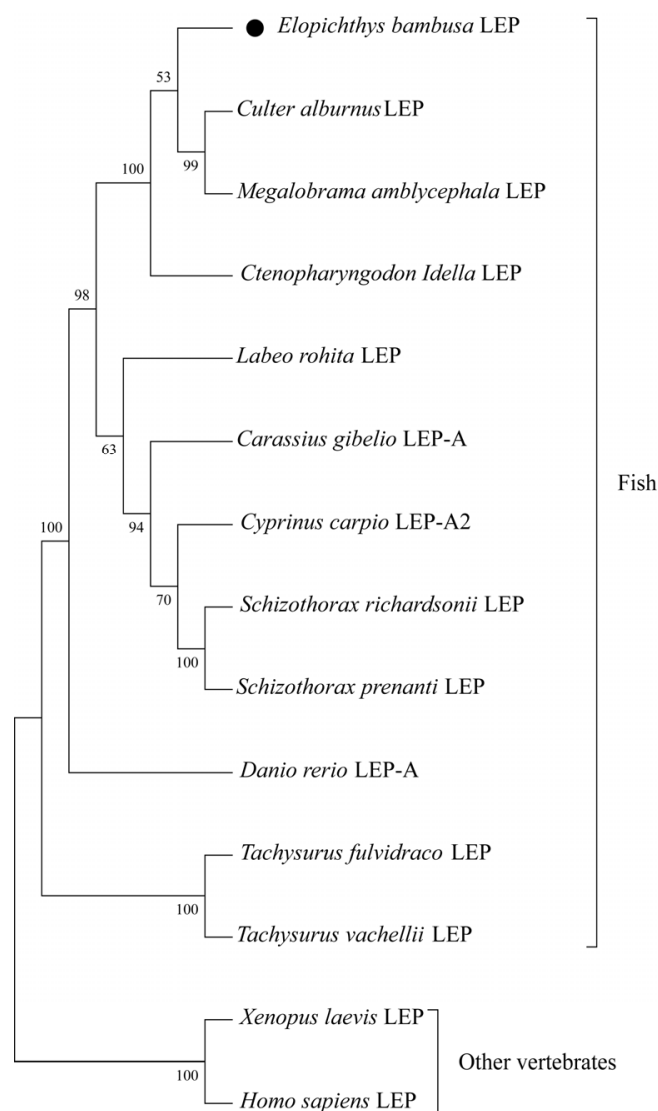 Elopichthys bambusa LEP
53
Culter alburnus LEP
99
100
Megalobrama amblycephala LEP
Ctenopharyngodon Idella LEP
98
Labeo rohita LEP
63
Carassius gibelio LEP-A
Fish
94
Cyprinus carpio LEP-A2
100
70
Schizothorax richardsonii LEP
100
Schizothorax prenanti LEP
Danio rerio LEP-A
Tachysurus fulvidraco LEP
100
Tachysurus vachellii LEP
Xenopus laevis LEP
Other vertebrates
100
Homo sapiens LEP